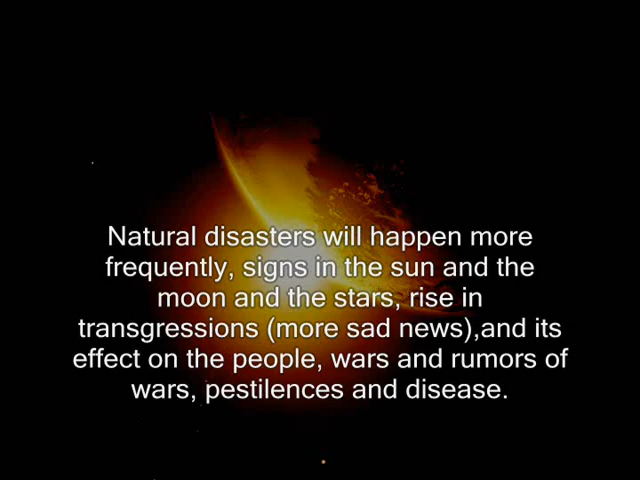 Natural disasters will happen more
frequently, signs in the sun and the
moon and the stars, rise in
transgressions (more sad news),and its
effect on the people, wars and rumors of
wars, pestilences and disease.